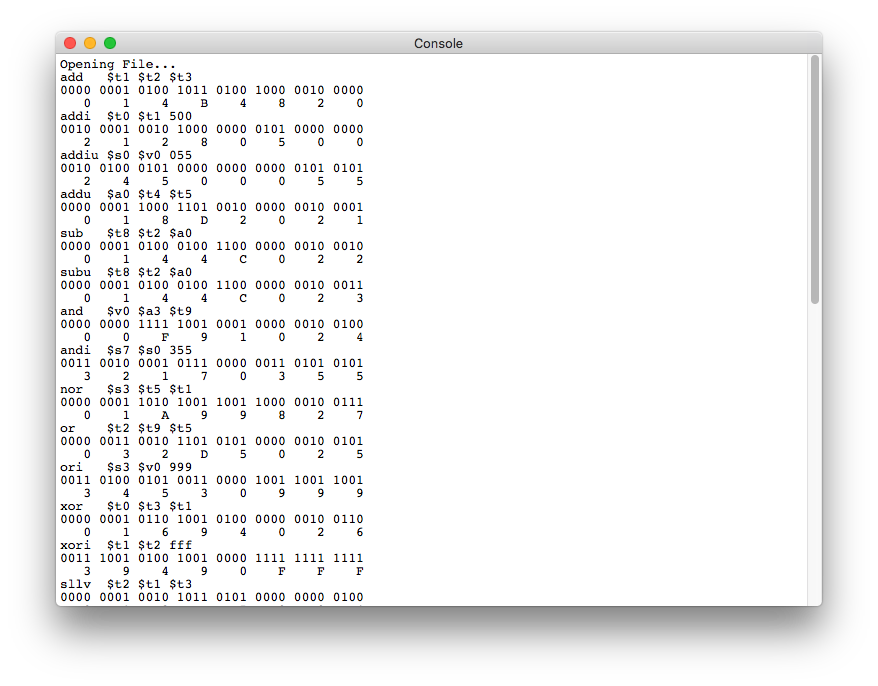 Console
Opening File...
add   $t1 $t2 $t3
0000 0001 0100 1011 0100 1000 0010 0000
   0    1    4    B    4    8    2    0
addi  $t0 $t1 500
0010 0001 0010 1000 0000 0101 0000 0000
   2    1    2    8    0    5    0    0
addiu $s0 $v0 055
0010 0100 0101 0000 0000 0000 0101 0101
   2    4    5    0    0    0    5    5
addu  $a0 $t4 $t5
0000 0001 1000 1101 0010 0000 0010 0001
   0    1    8    D    2    0    2    1
sub   $t8 $t2 $a0
0000 0001 0100 0100 1100 0000 0010 0010
   0    1    4    4    C    0    2    2
subu  $t8 $t2 $a0
0000 0001 0100 0100 1100 0000 0010 0011
   0    1    4    4    C    0    2    3
and   $v0 $a3 $t9
0000 0000 1111 1001 0001 0000 0010 0100
   0    0    F    9    1    0    2    4
andi  $s7 $s0 355
0011 0010 0001 0111 0000 0011 0101 0101
   3    2    1    7    0    3    5    5
nor   $s3 $t5 $t1
0000 0001 1010 1001 1001 1000 0010 0111
   0    1    A    9    9    8    2    7
or    $t2 $t9 $t5
0000 0011 0010 1101 0101 0000 0010 0101
   0    3    2    D    5    0    2    5
ori   $s3 $v0 999
0011 0100 0101 0011 0000 1001 1001 1001
   3    4    5    3    0    9    9    9
xor   $t0 $t3 $t1
0000 0001 0110 1001 0100 0000 0010 0110
   0    1    6    9    4    0    2    6
xori  $t1 $t2 fff
0011 1001 0100 1001 0000 1111 1111 1111
   3    9    4    9    0    F    F    F
sllv  $t2 $t1 $t3
0000 0001 0010 1011 0101 0000 0000 0100